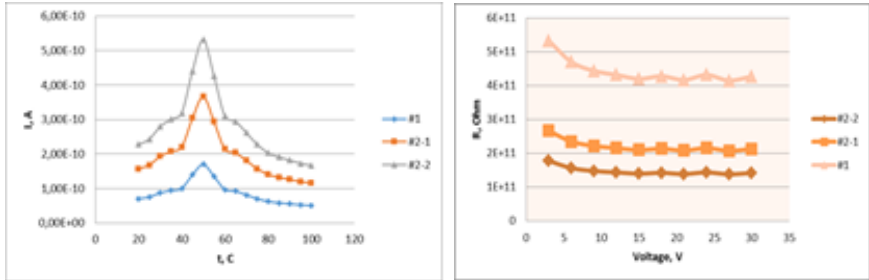 I, A
6,00E-10
5,00E-10
4,00E-10
3,00E-10
2,00E-10
1,00E-10
0,00E+00
0 20 40 60 80 100 120
t, C
#1
#2-1
#2-2
R, Ohm
6E+11
5E+11
4E+11
3E+11
2E+11
1E+11
0
0 5 10 15 20 25 30 35
Voltage, V
#2-2
#2-1
#1